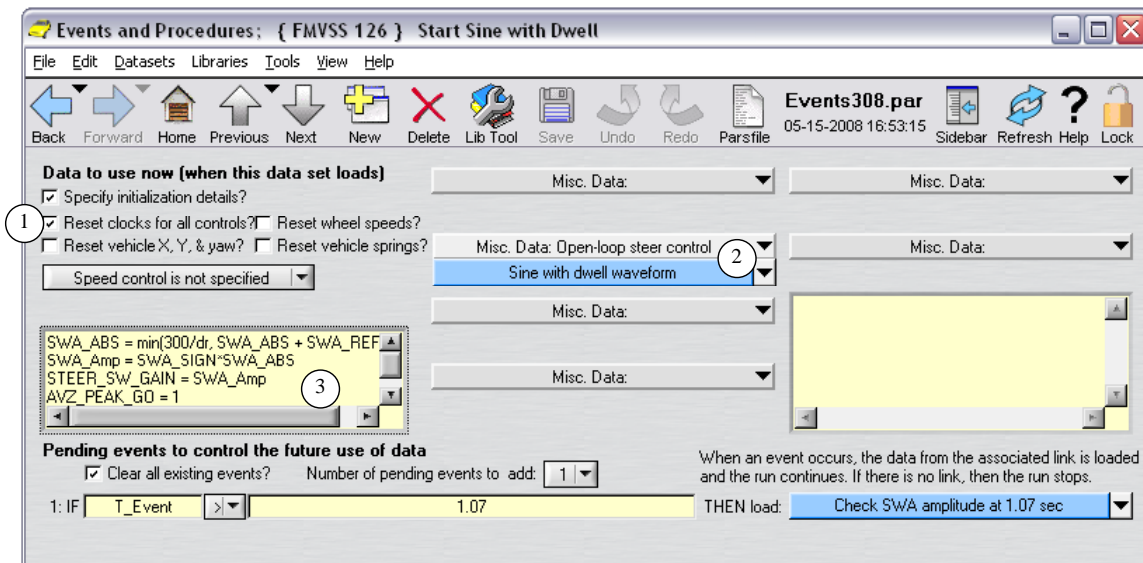 Events and Procedures; { FMVSS 126 } Start Sine with Dwell
File Edit Datasets Libraries Tools View Help
Back Forward Home Previous Next New Delete Lib Tool Save Undo Redo Parsfile
Events308.par
05-15-2008 16:53:15
Sidebar Refresh Help Lock
Data to use now (when this data set loads)
Specify initialization details?
1
Reset clocks for all controls? Reset wheel speeds?
Reset vehicle X, Y, & yaw? Reset vehicle springs?
Speed control is not specified
Misc. Data:
Misc. Data: Open-loop steer control
2
Sine with dwell waveform
Misc. Data:
Misc. Data:
Misc. Data:
Misc. Data:
SWA_ABS = min(300/dr, SWA_ABS + SWA_REF
SWA_Amp = SWA_SIGN*SWA_ABS
STEER_SW_GAIN = SWA_Amp
AVZ_PEAK_GO = 1
3
Pending events to control the future use of data
Clear all existing events? Number of pending events to add: 1
When an event occurs, the data from the associated link is loaded
and the run continues. If there is no link, then the run stops.
1: IF T_Event > 1.07 THEN load: Check SWA amplitude at 1.07 sec